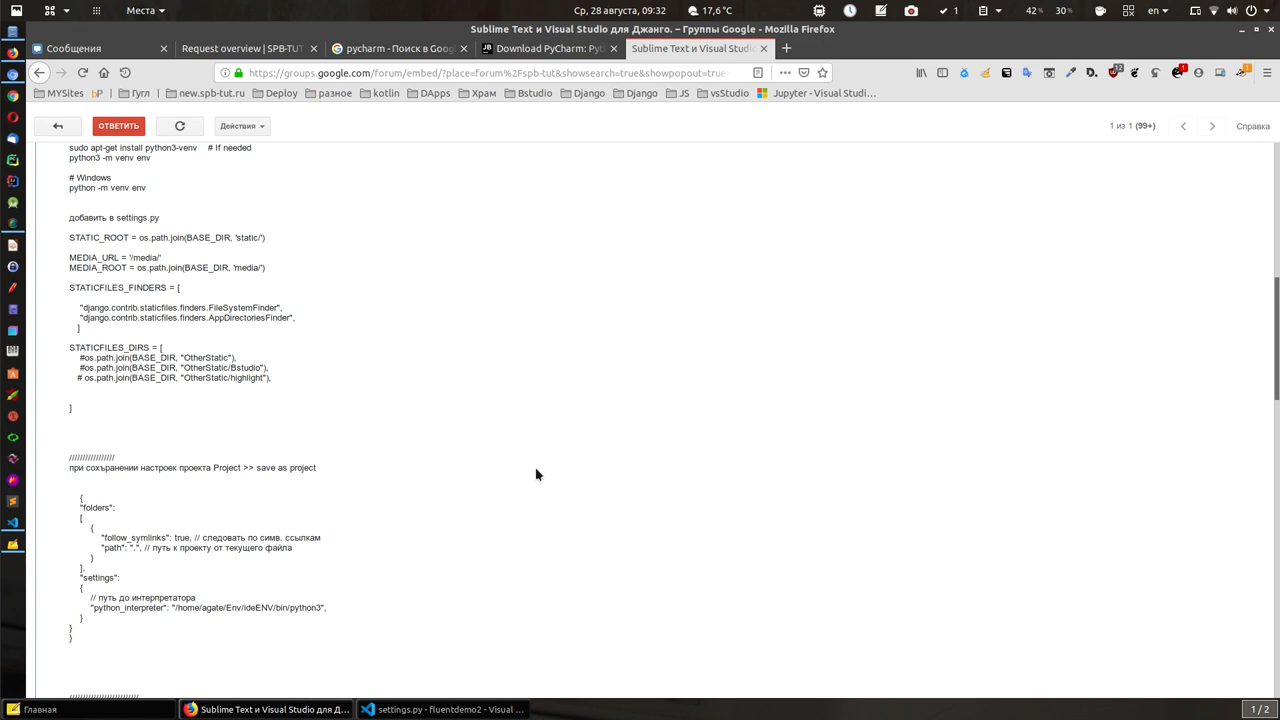 Места
Ср, 28 августа, 09:32
17,6°C
42%
30%
en
Sublime Text и Visual Studio для Джанго. – Группы Google - Mozilla Firefox
Сообщения
Request overview | SPB-TUT
pycharm - Поиск в Goog
Download PyCharm: Pyt
Sublime Text и Visual Studi
https://groups.google.com/forum/embed/?place=forum%2Fspb-tut&showsearch=true&showpopout=true
MYSites
bP
Гугл
new.spb-tut.ru
Deploy
разное
kotlin
DApps
Храм
Bstudio
Django
Django
JS
vsStudio
Jupyter - Visual Studi…
ОТВЕТИТЬ
Действия
1 из 1 (99+)
Справка
sudo apt-get install python3-venv    # If needed
python3 -m venv env
# Windows
python -m venv env
добавить в settings.py
STATIC_ROOT = os.path.join(BASE_DIR, 'static/')
MEDIA_URL = '/media/'
MEDIA_ROOT = os.path.join(BASE_DIR, 'media/')
STATICFILES_FINDERS = [
"django.contrib.staticfiles.finders.FileSystemFinder",
"django.contrib.staticfiles.finders.AppDirectoriesFinder",
]
STATICFILES_DIRS = [
#os.path.join(BASE_DIR, "OtherStatic"),
#os.path.join(BASE_DIR, "OtherStatic/Bstudio"),
# os.path.join(BASE_DIR, "OtherStatic/highlight"),
]
/////////////////
при сохъранении настроек проекта Project >> save as project
{
"folders":
[
{
"follow_symlinks": true, // следовать по симв. ссылкам
"path": ".", // путь к проекту от текущего файла
}
],
"settings":
{
// путь до интерпретатора
"python_interpreter": "/home/agate/Env/ideENV/bin/python3",
}
}
}
Главная
Sublime Text и Visual Studio для Д…
settings.py - fluentdemo2 - Visual …
1 / 2